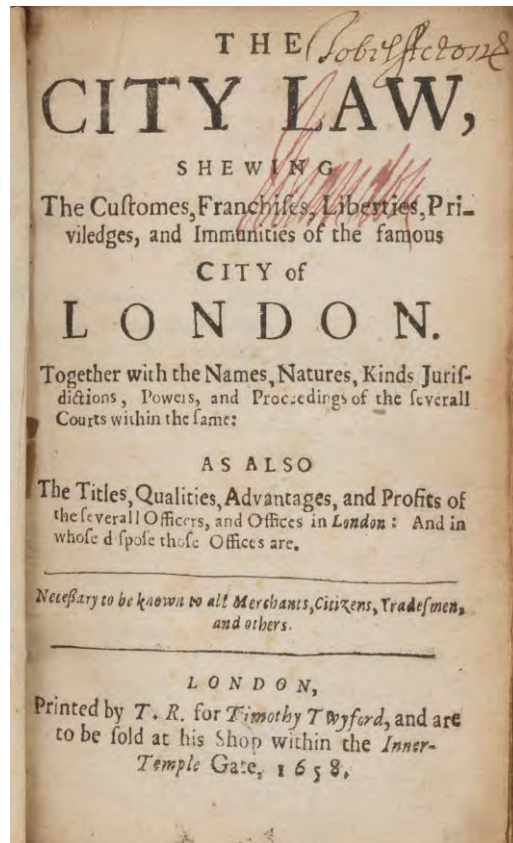 THE
CITY LAW,
SHEWING
The Cuſtomes, Franchiſes, Liberties, Pri-
viledges, and Immunities of the famous
CITY of
LONDON.
Together with the Names, Natures, Kinds Juriſ-
dictions, Powers, and Proceedings of the ſeverall
Courts within the ſame:
AS ALSO
The Titles, Qualities, Advantages, and Profits of
the ſeverall Officers, and Offices in London: And in
whoſe diſpoſe thoſe Offices are.
Neceßary to be known to all Merchants, Citizens, Tradeſmen,
and others.
LONDON,
Printed by T. R. for Timothy Twyford, and are
to be ſold at his Shop within the Inner-
Temple Gate, 1658.